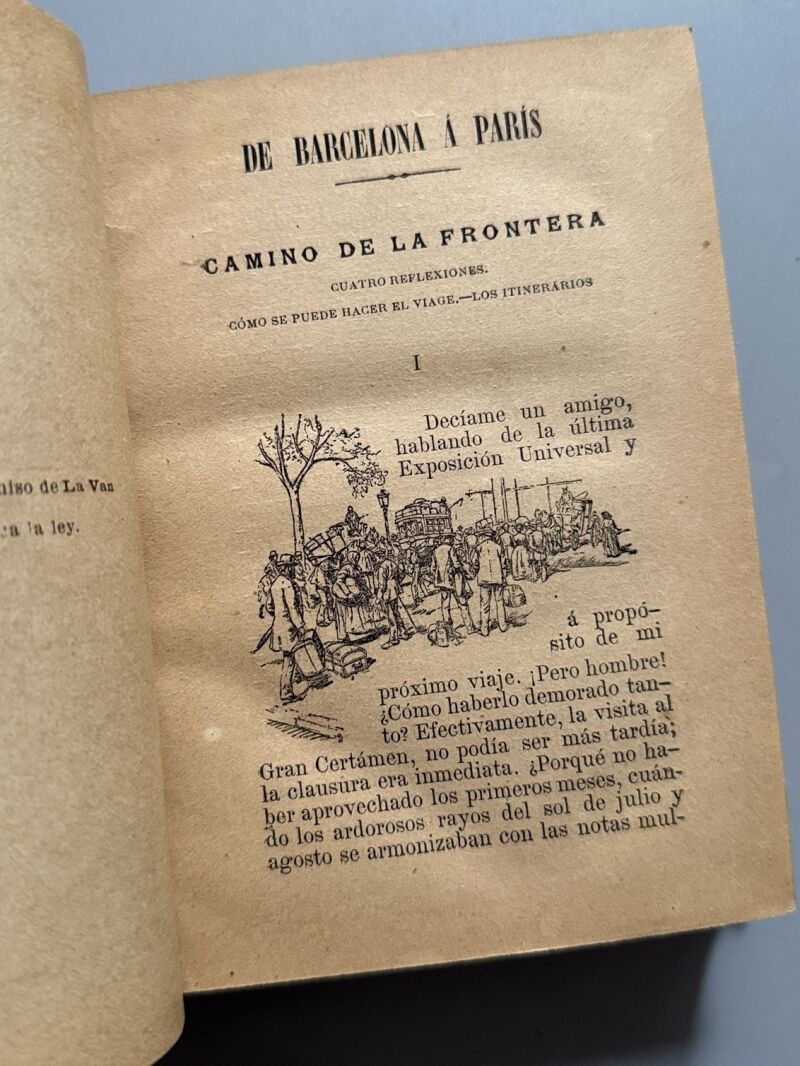 de La Van
la ley.
DE BARCELONA Á PARÍS
CAMINO DE LA FRONTERA
CUATRO REFLEXIONES.
CÓMO SE PUEDE HACER EL VIAGE.—LOS ITINERÁRIOS
I
Decíame un amigo,
hablando de la última
Exposición Universal y
á propó-
sito de mi
próximo viaje. ¡Pero hombre!
¿Cómo haberlo demorado tan-
to? Efectivamente, la visita al
Gran Certámen, no podía ser más tardía;
la clausura era inmediata. ¿Porqué no ha-
ber aprovechado los primeros meses, cuán-
do los ardorosos rayos del sol de julio y
agosto se armonizaban con las notas mul-